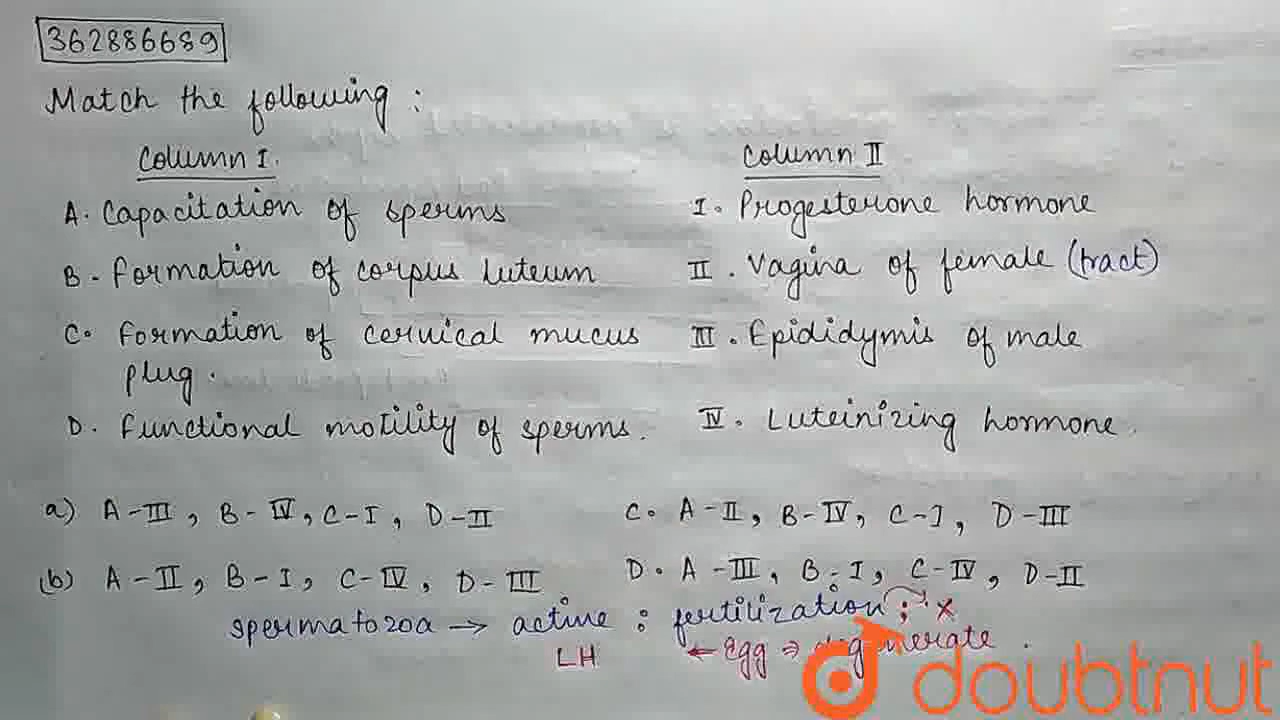 362886689
Match the following :
Column I.
Column II
A. Capacitation of sperms
I. Progesterone hormone
B - formation of corpus luteum
II. Vagina of female (tract)
C. formation of cervical mucus
plug.
III. Epididymis of male
D. functional motility of sperms.
IV. Luteinizing hormone.
a) A-III, B-IV, C-I, D-II
C. A-II, B-IV, C-I, D-III
(b) A-II, B-I, C-IV, D-III
D. A-III, B-I, C-IV, D-II
spermatozoa → active : fertilization ; x
LH ← egg ⇒ degenerate .
doubtnut